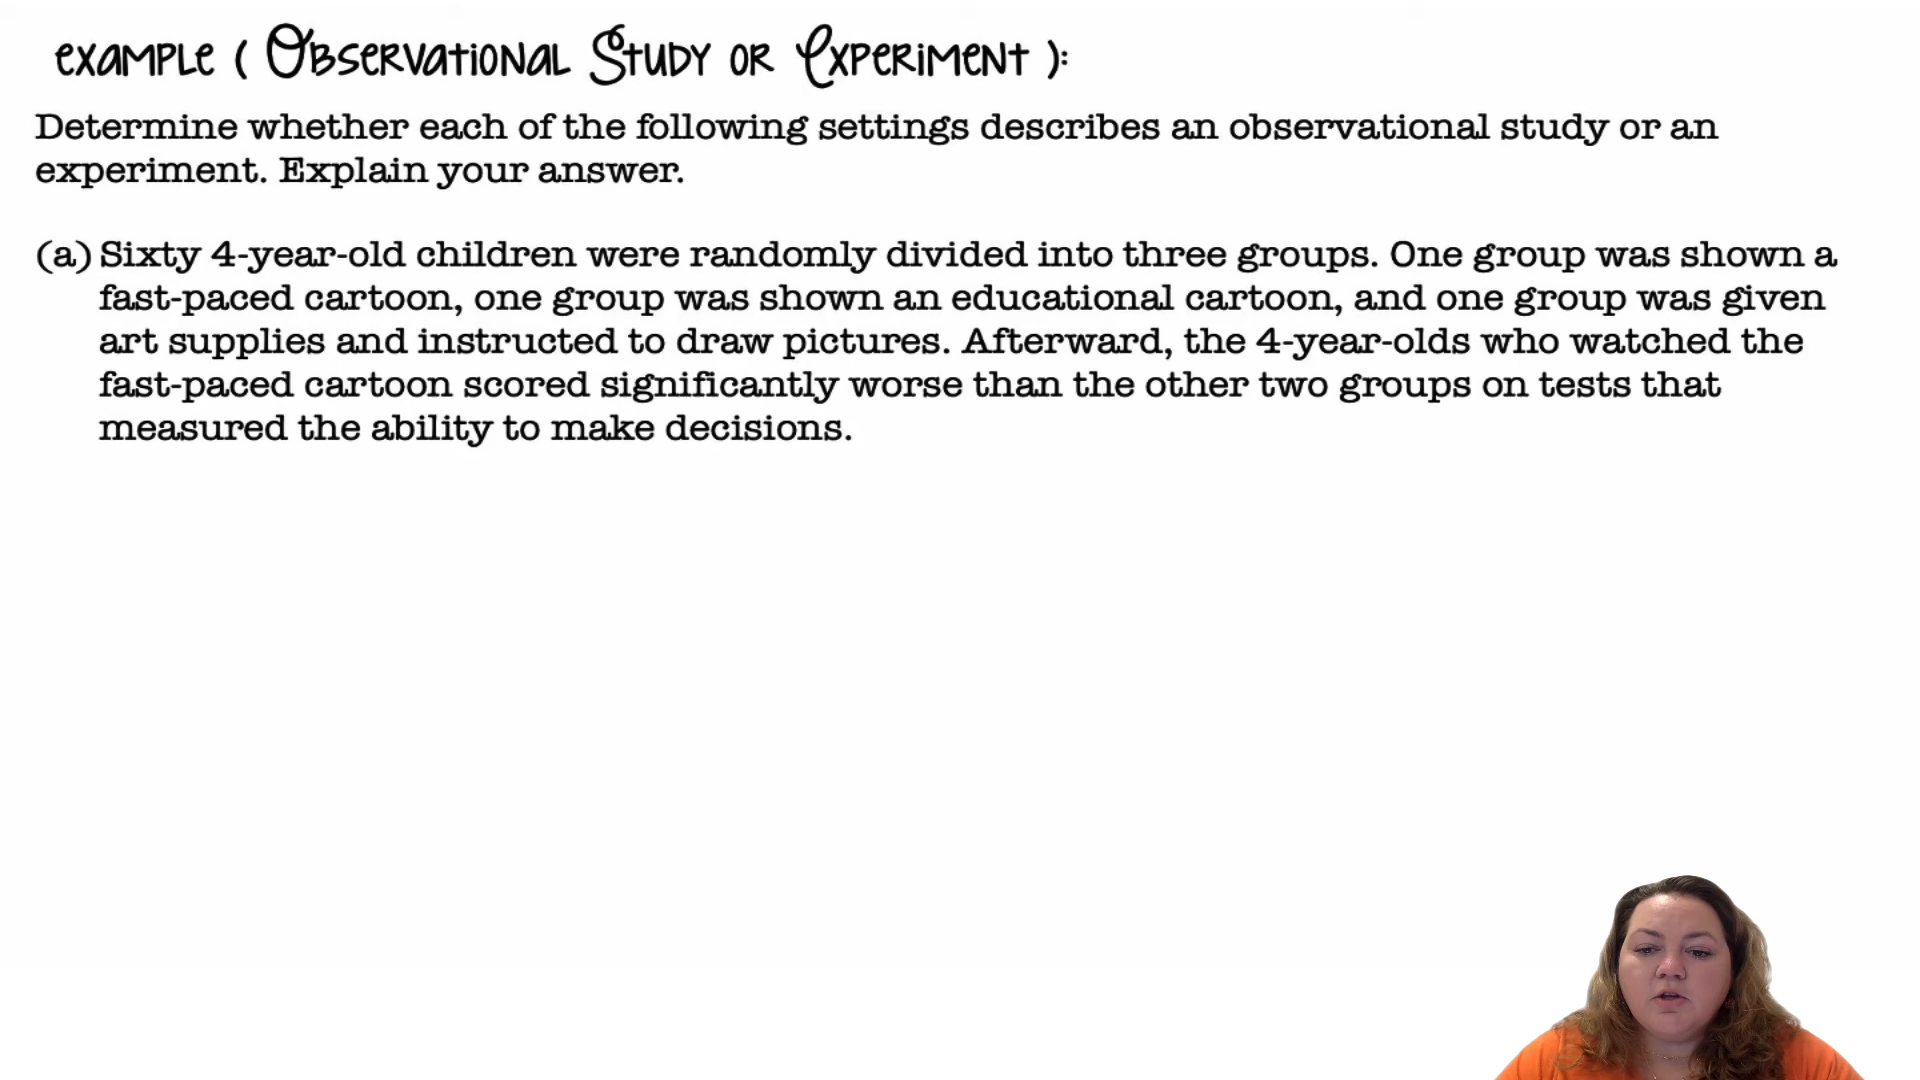 example ( Observational Study or Experiment ):
Determine whether each of the following settings describes an observational study or an
experiment. Explain your answer.
(a) Sixty 4-year-old children were randomly divided into three groups. One group was shown a
fast-paced cartoon, one group was shown an educational cartoon, and one group was given
art supplies and instructed to draw pictures. Afterward, the 4-year-olds who watched the
fast-paced cartoon scored significantly worse than the other two groups on tests that
measured the ability to make decisions.